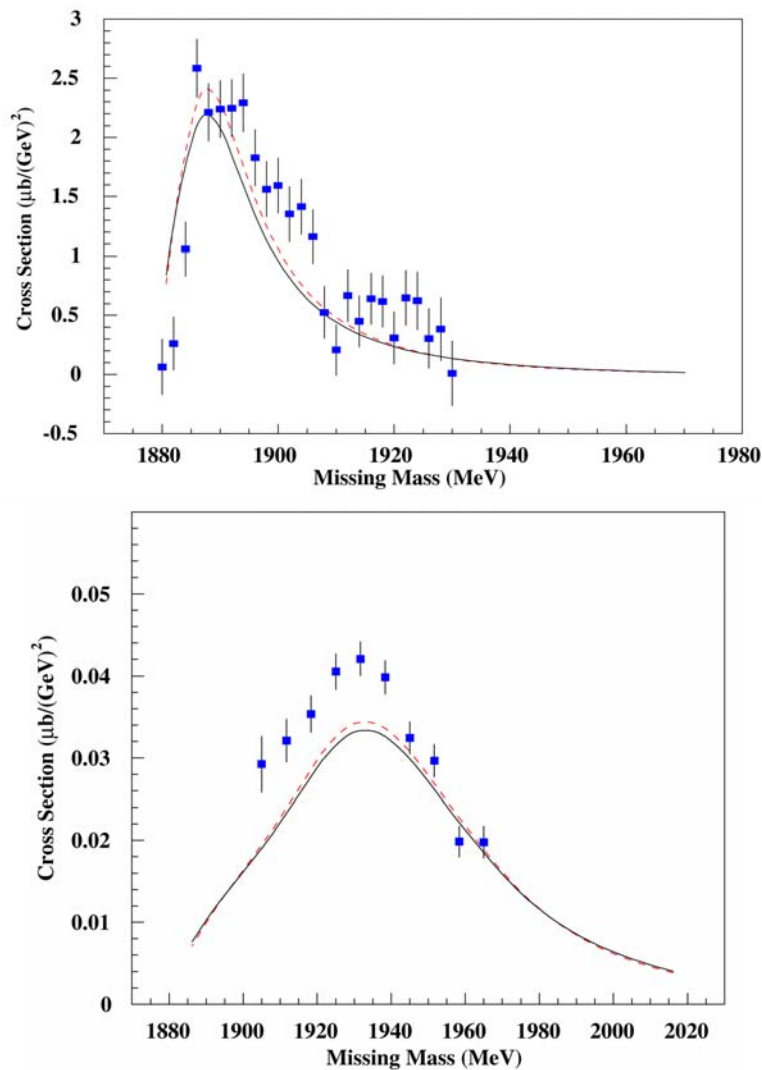 3
2.5
2
1.5
1
0.5
0
-0.5
Cross Section (μb/(GeV)²)
1880 1900 1920 1940 1960 1980
Missing Mass (MeV)
0.05
0.04
0.03
0.02
0.01
0
Cross Section (μb/(GeV)²)
1880 1900 1920 1940 1960 1980 2000 2020
Missing Mass (MeV)